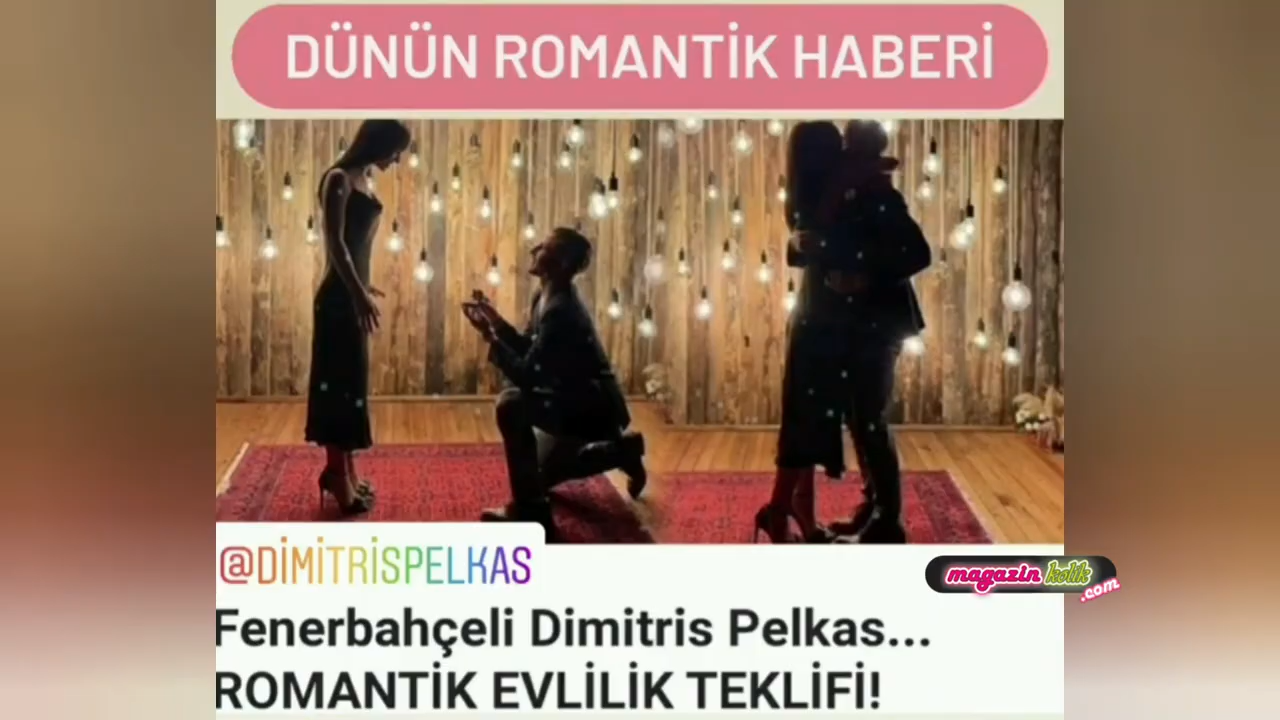 DÜNÜN ROMANTİK HABERİ
@DİMİTRİSPELKAS
magazin kolik
.com
Fenerbahçeli Dimitris Pelkas...
ROMANTİK EVLİLİK TEKLİFİ!